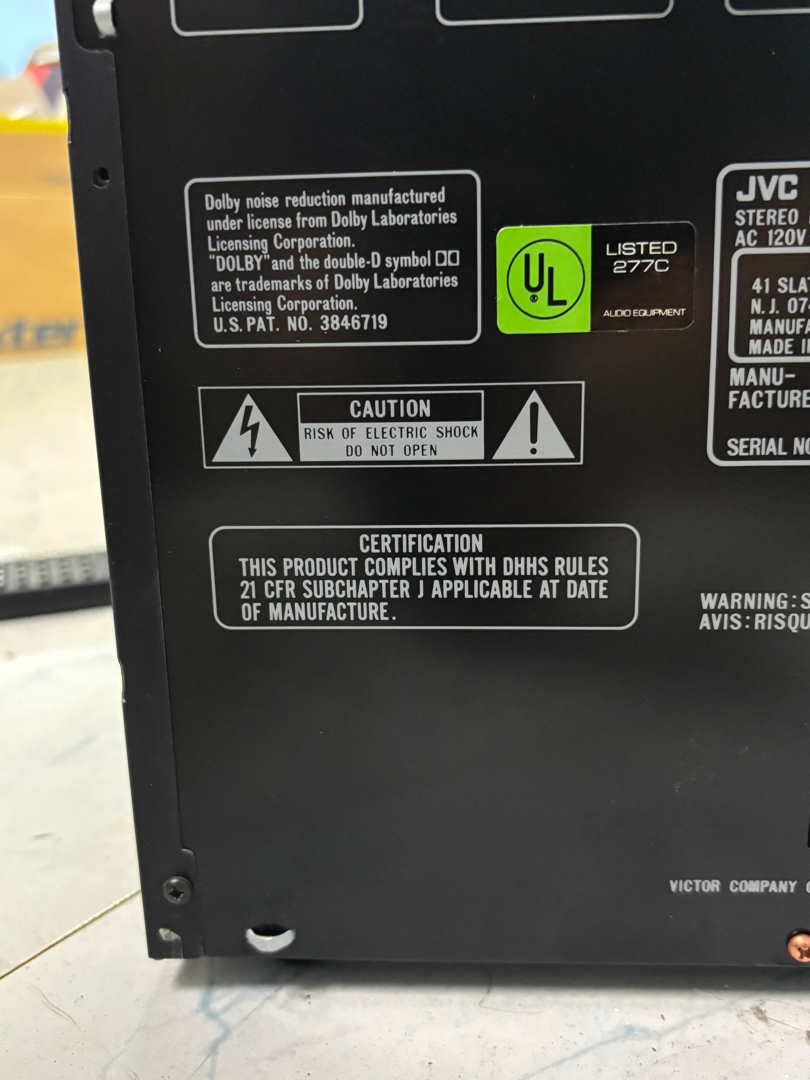 Dolby noise reduction manufactured
under license from Dolby Laboratories
Licensing Corporation.
"DOLBY" and the double-D symbol
are trademarks of Dolby Laboratories
Licensing Corporation.
U.S. PAT. NO. 3846719
UL
LISTED
277C
AUDIO EQUIPMENT
JVC
STEREO
AC 120V
41
N.J.
MADE
MANU-
SERIAL
CAUTION
RISK OF ELECTRIC SHOCK
DO NOT OPEN
CERTIFICATION
THIS PRODUCT COMPLIES WITH DHHS RULES
21 CFR SUBCHAPTER J APPLICABLE AT DATE
OF MANUFACTURE.
WARNING:
AVIS:
VICTOR COMPANY